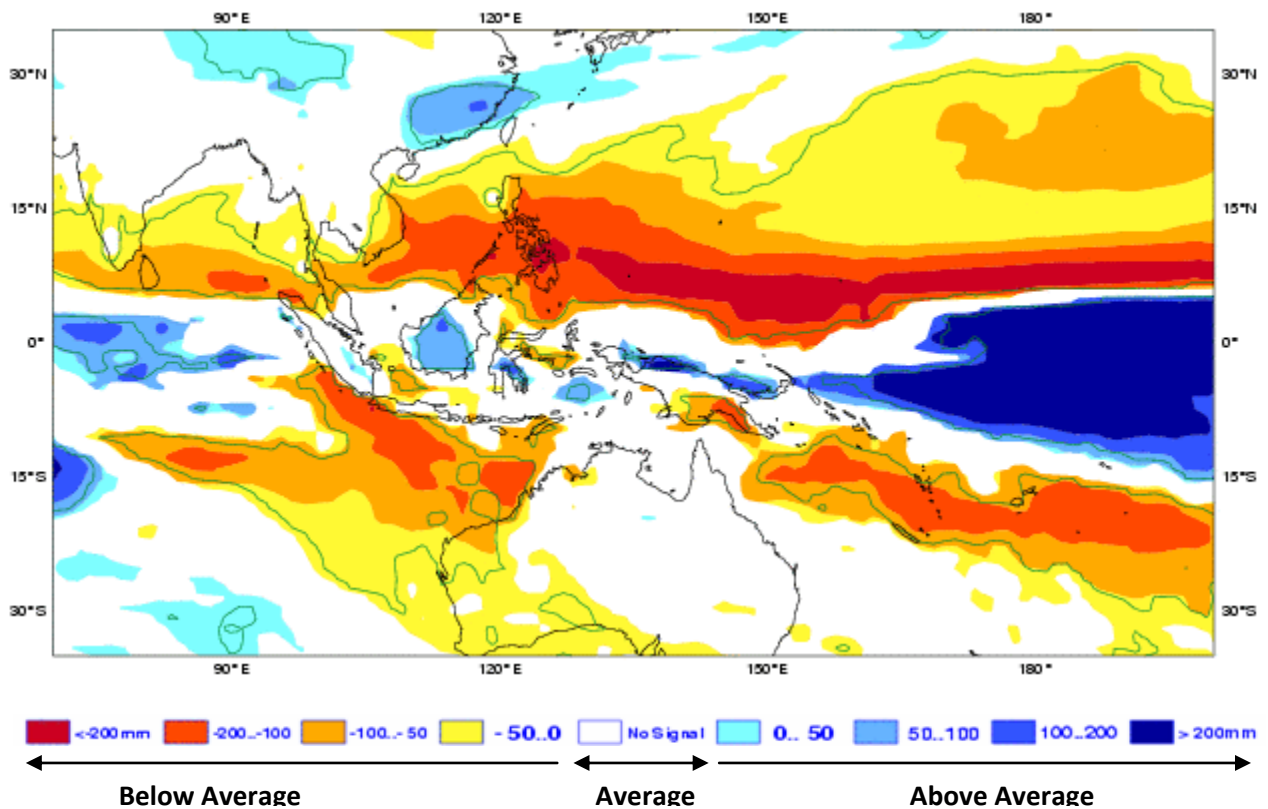 90°E 120°E 150°E 180°
30°N 30°N
15°N 15°N
0° 0°
15°S 15°S
30°S 30°S
90°E 120°E 150°E 180°
<-200mm -200..-100 -100..-50 -50..0 No Signal 0..50 50..100 100..200 >200mm
Below Average Average Above Average